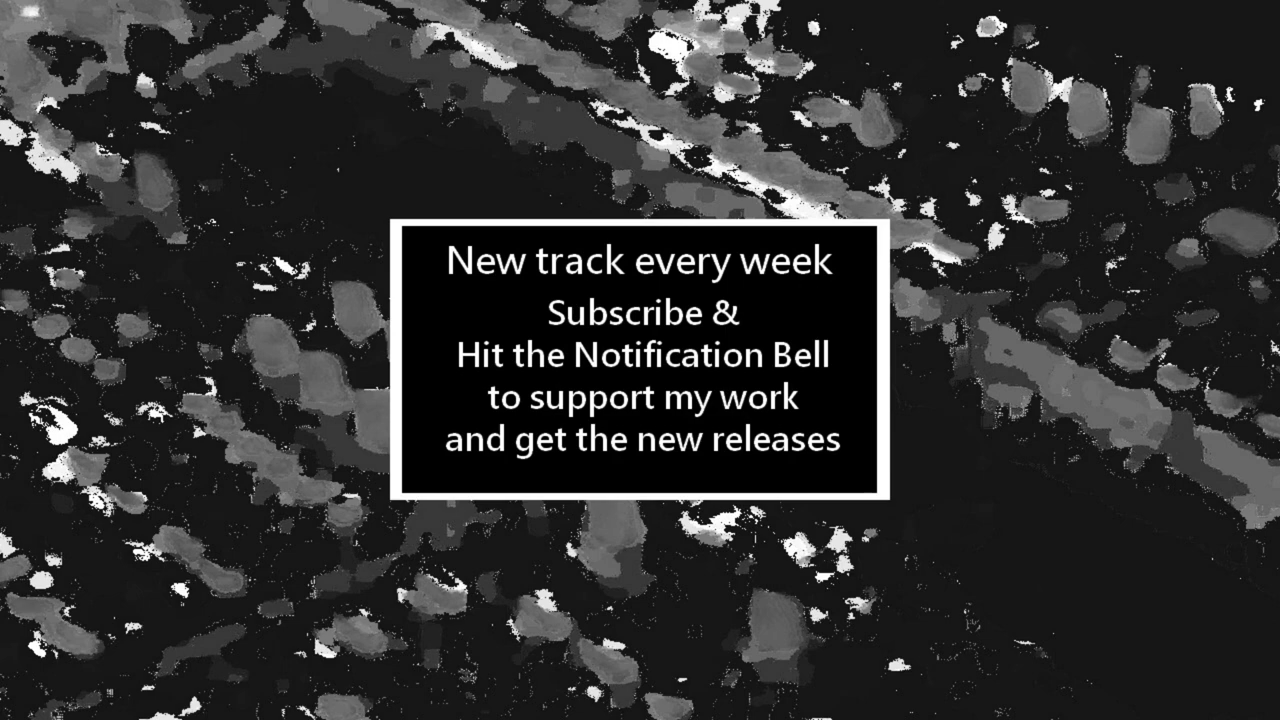 New track every week
Subscribe &
Hit the Notification Bell
to support my work
and get the new releases